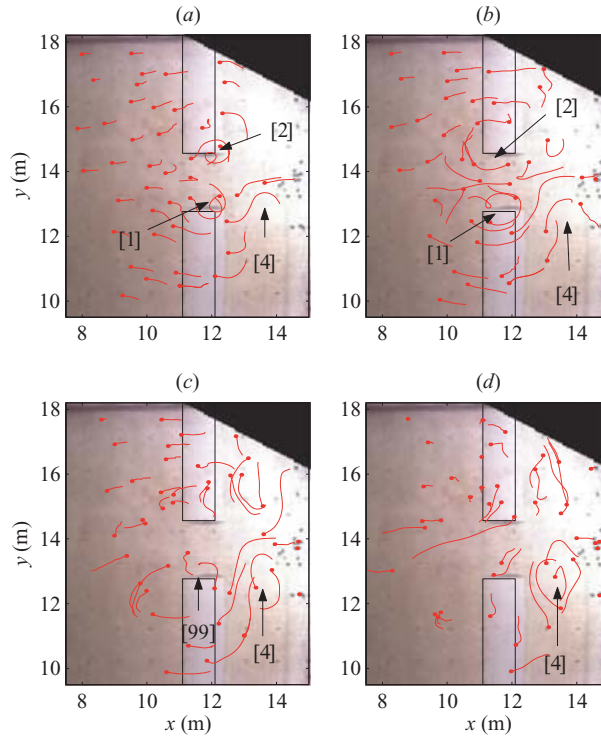 (a) (b)
18 18
[2]
16 16
[2]
y (m) 14 14
12 12
[1] [4] [1] [4]
10 10
8 10 12 14 8 10 12 14
(c) (d)
18 18
16 16
y (m) 14 14
12 12
[99] [4] [4]
10 10
8 10 12 14 8 10 12 14
x (m) x (m)